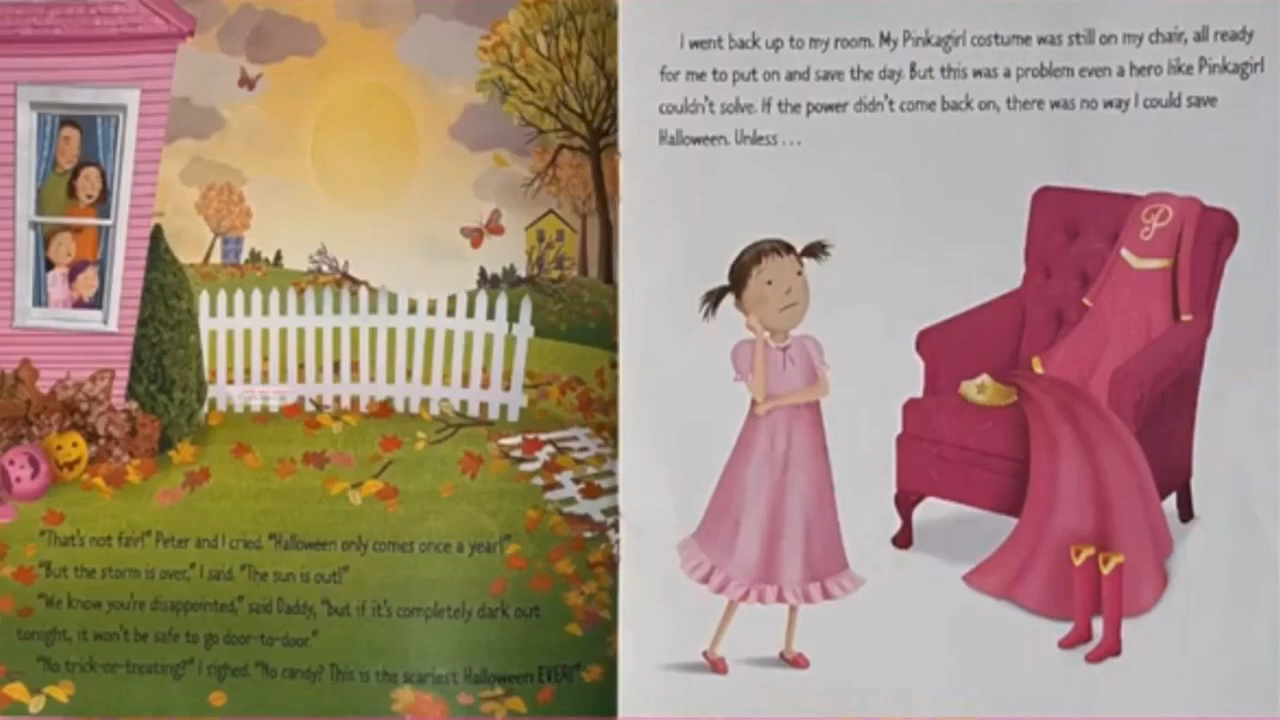 "That's not fair!" Peter and I cried. "Halloween only comes once a year!"
"But the storm is over," I said. "The sun is out!"
"We know you're disappointed," said Daddy, "but if it's completely dark out
tonight, it won't be safe to go door-to-door."
"No trick-or-treating?" I sighed. "No candy? This is the scariest Halloween EVER!"
I went back up to my room. My Pinkagirl costume was still on my chair, all ready
for me to put on and save the day. But this was a problem even a hero like Pinkagirl
couldn't solve. If the power didn't come back on, there was no way I could save
Halloween. Unless . . .
P